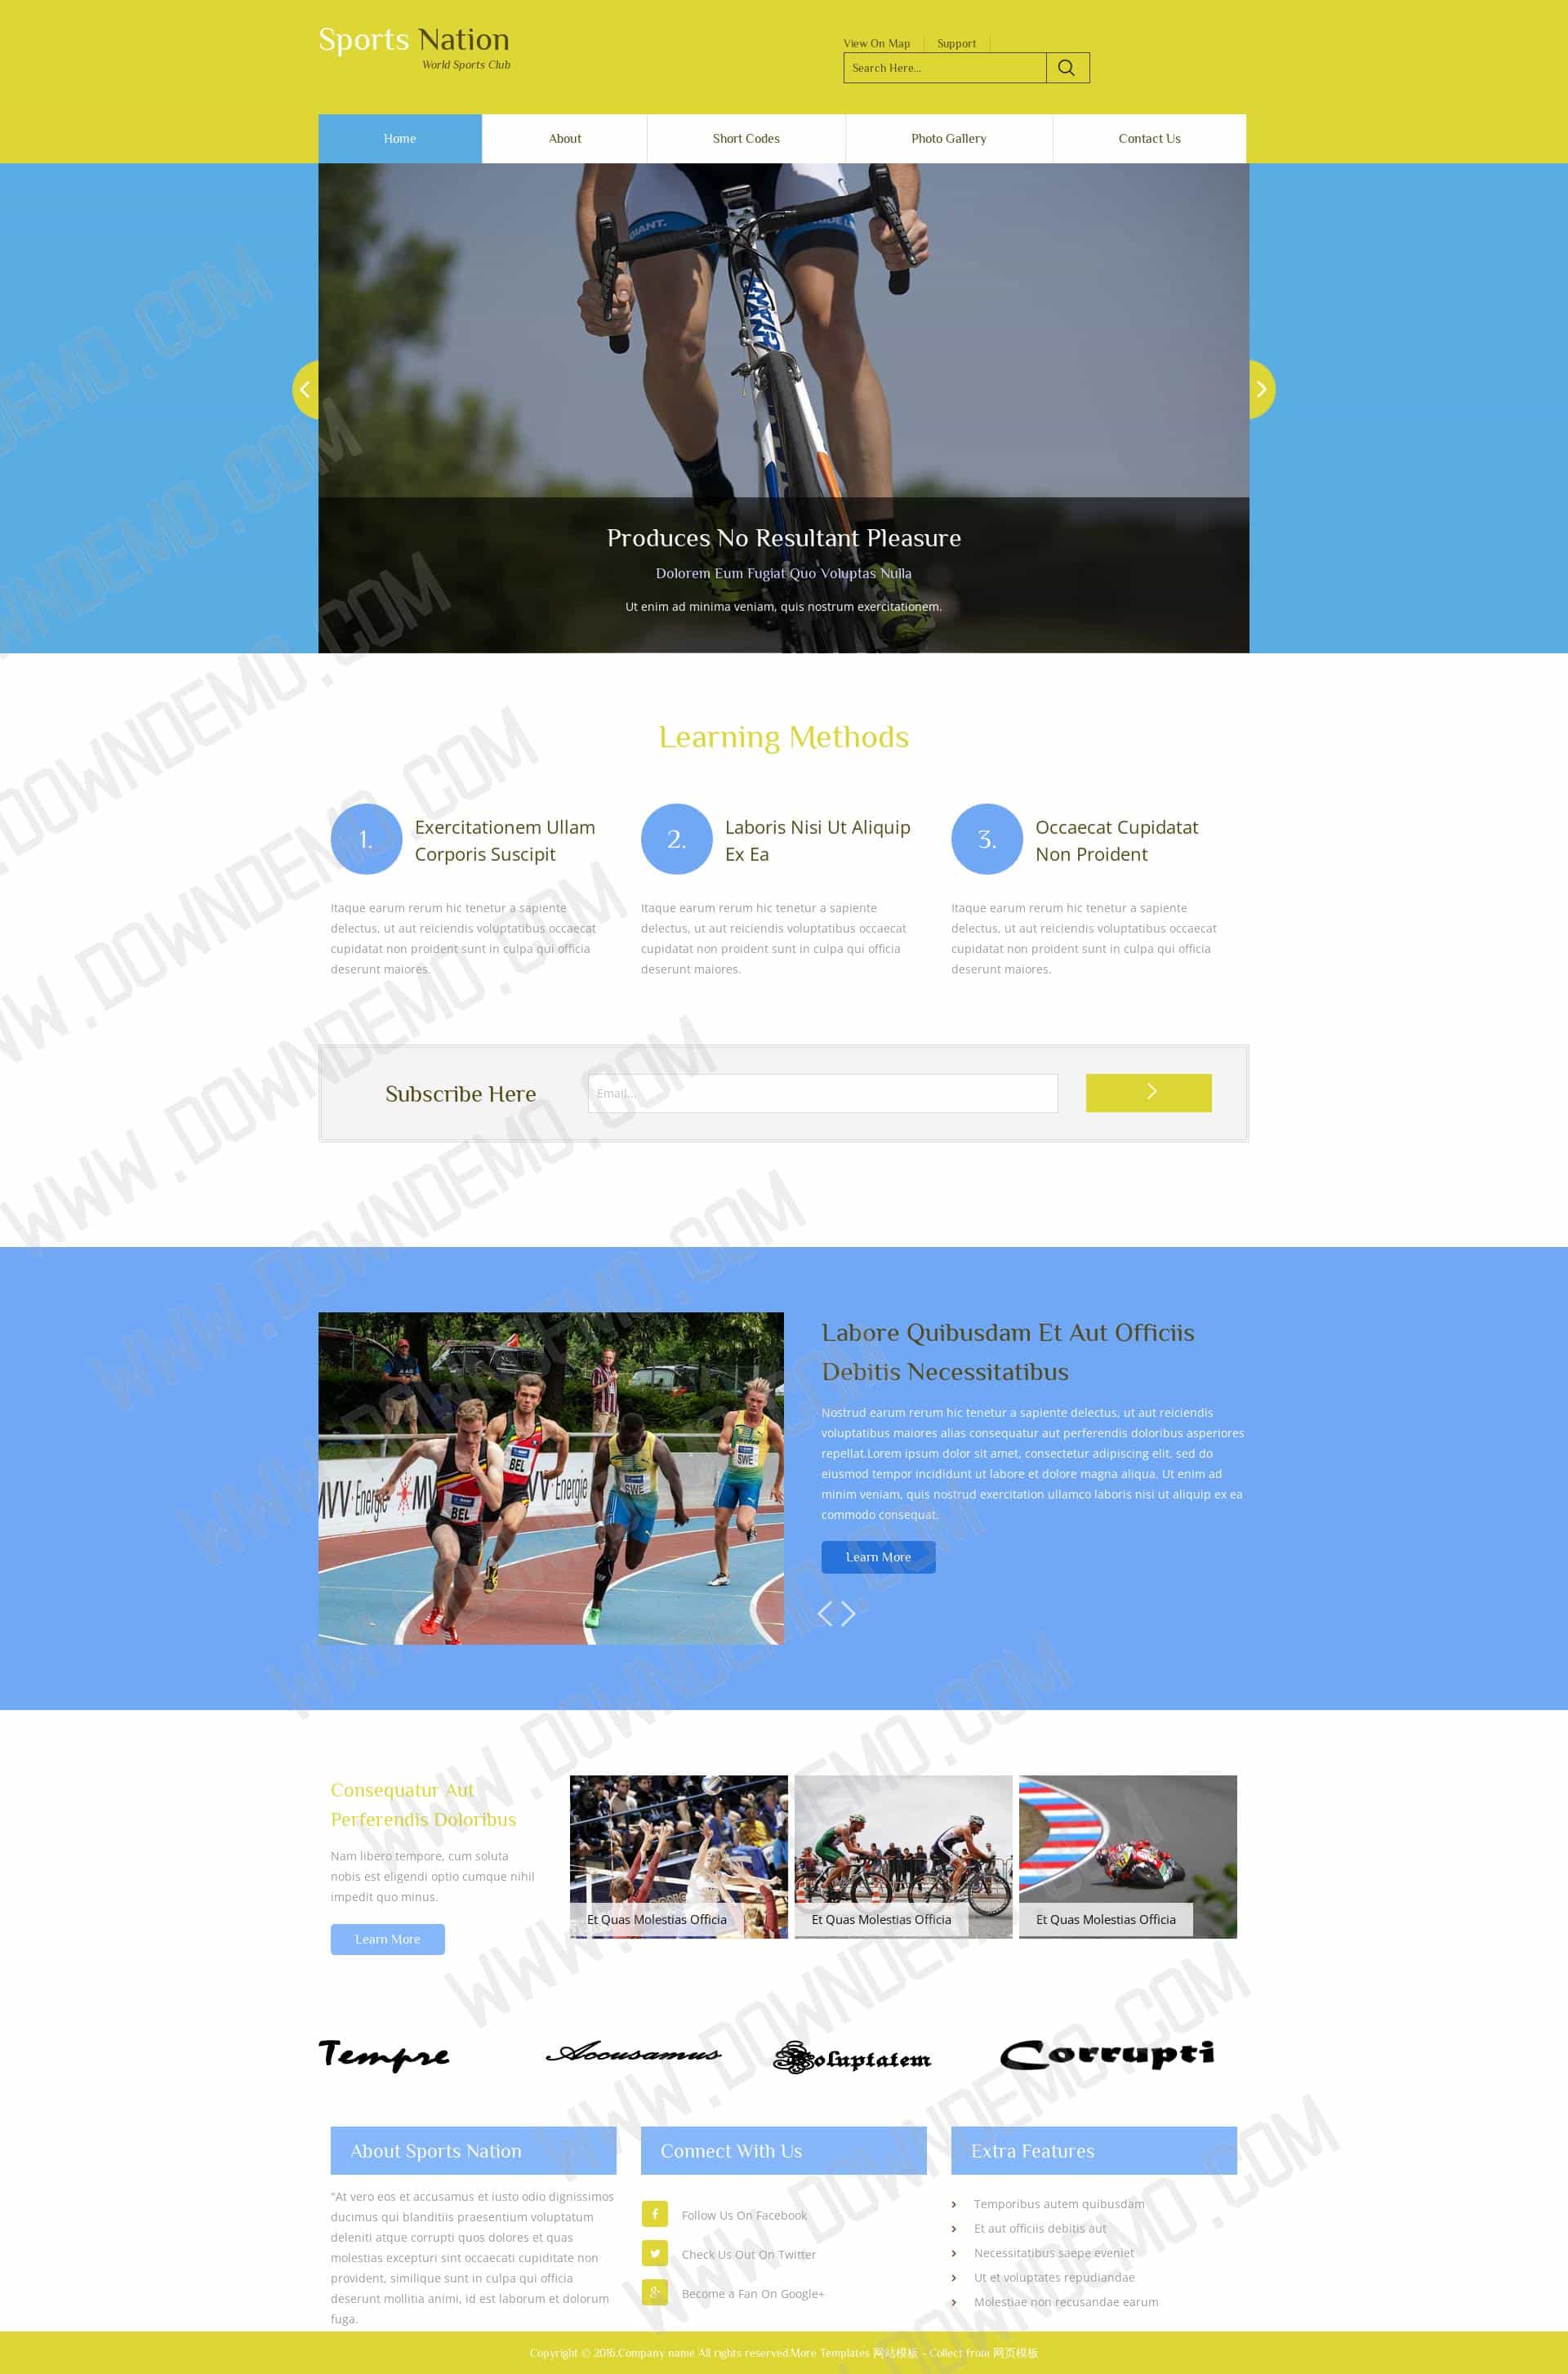 Sports Nation
World Sports Club
View On Map
Support
Search Here...
Home
About
Short Codes
Photo Gallery
Contact Us
GIANT.
Produces No Resultant Pleasure
Dolorem Eum Fugiat Quo Voluptas Nulla
Ut enim ad minima veniam, quis nostrum exercitationem.
Learning Methods
1.
Exercitationem Ullam
Corporis Suscipit
Itaque earum rerum hic tenetur a sapiente
delectus, ut aut reiciendis voluptatibus occaecat
cupidatat non proident sunt in culpa qui officia
deserunt maiores.
2.
Laboris Nisi Ut Aliquip
Ex Ea
Itaque earum rerum hic tenetur a sapiente
delectus, ut aut reiciendis voluptatibus occaecat
cupidatat non proident sunt in culpa qui officia
deserunt maiores.
3.
Occaecat Cupidatat
Non Proident
Itaque earum rerum hic tenetur a sapiente
delectus, ut aut reiciendis voluptatibus occaecat
cupidatat non proident sunt in culpa qui officia
deserunt maiores.
Subscribe Here
Email...
MVV Energie
BEL
BEL
SWE
SWE
Labore Quibusdam Et Aut Officiis
Debitis Necessitatibus
Nostrud earum rerum hic tenetur a sapiente delectus, ut aut reiciendis
voluptatibus maiores alias consequatur aut perferendis doloribus asperiores
repellat.Lorem ipsum dolor sit amet, consectetur adipiscing elit, sed do
eiusmod tempor incididunt ut labore et dolore magna aliqua. Ut enim ad
minim veniam, quis nostrud exercitation ullamco laboris nisi ut aliquip ex ea
commodo consequat.
Learn More
Consequatur Aut
Perferendis Doloribus
Nam libero tempore, cum soluta
nobis est eligendi optio cumque nihil
impedit quo minus.
Learn More
Et Quas Molestias Officia
Et Quas Molestias Officia
Et Quas Molestias Officia
Tempre
Accusamus
Voluptatem
Corrupti
About Sports Nation
"At vero eos et accusamus et iusto odio dignissimos
ducimus qui blanditiis praesentium voluptatum
deleniti atque corrupti quos dolores et quas
molestias excepturi sint occaecati cupiditate non
provident, similique sunt in culpa qui officia
deserunt mollitia animi, id est laborum et dolorum
fuga.
Connect With Us
Follow Us On Facebook
Check Us Out On Twitter
Become a Fan On Google+
Extra Features
Temporibus autem quibusdam
Et aut officiis debitis aut
Necessitatibus saepe eveniet
Ut et voluptates repudiandae
Molestiae non recusandae earum
Copyright © 2016.Company name All rights reserved.More Templates 网站模板 - Collect from 网页模板
WWW.DOWNDEMO.COM